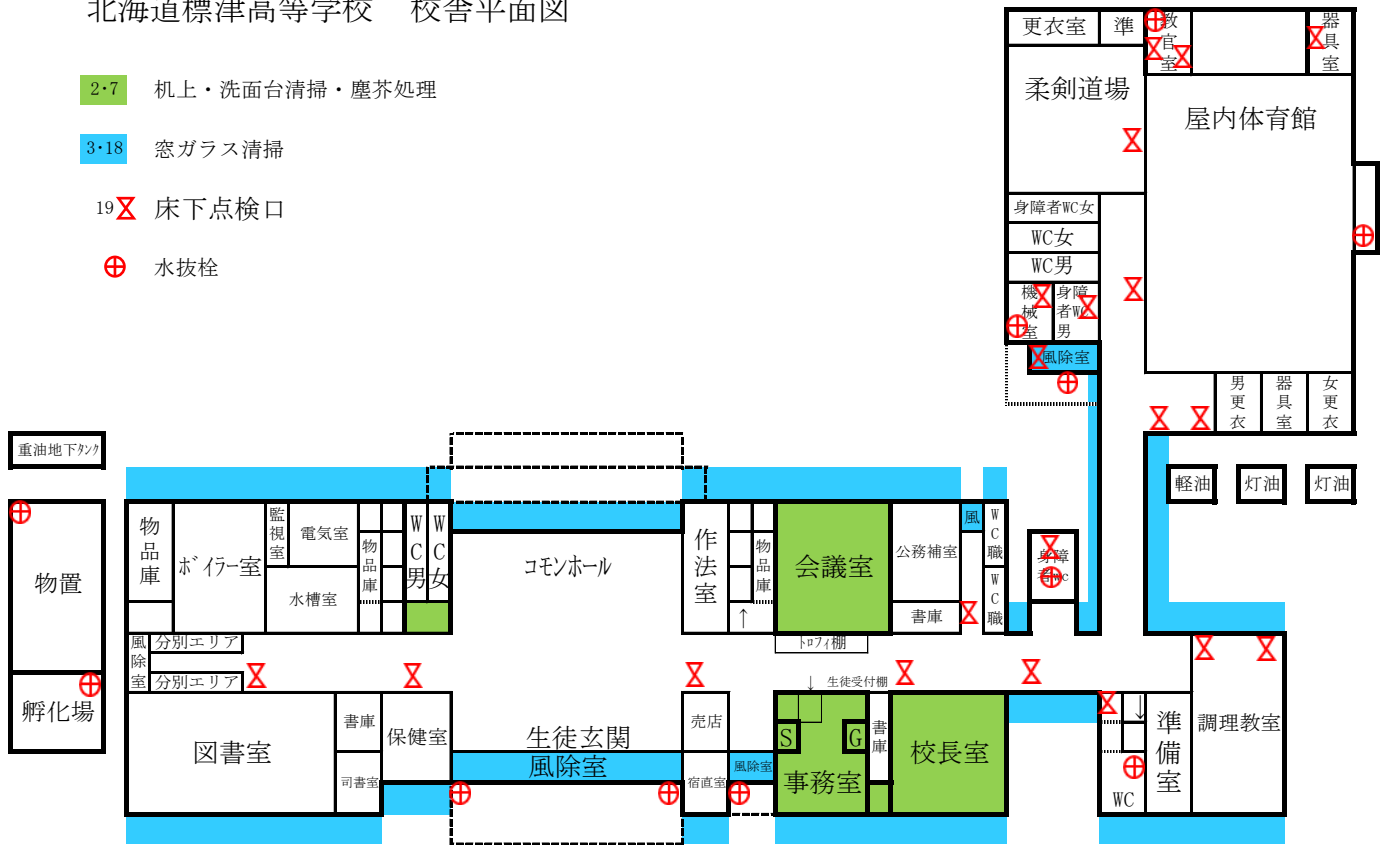 北海道標津高等学校　校舎平面図
2・7
机上・洗面台清掃・塵芥処理
3・18
窓ガラス清掃
19
床下点検口
水抜栓
更衣室
準
教官室
器具室
柔剣道場
屋内体育館
身障者WC女
WC女
WC男
機械室
身障者WC男
風除室
男更衣
器具室
女更衣
軽油
灯油
灯油
重油地下タンク
物置
孵化場
物品庫
ボイラー室
監視室
電気室
水槽室
物品庫
WC男
WC女
コモンホール
作法室
物品庫
↑
会議室
公務補室
書庫
風
WC職
WC職
身障者wc
トロフィ棚
風除室
分別エリア
分別エリア
↓
生徒受付棚
図書室
書庫
司書室
保健室
生徒玄関
風除室
売店
宿直室
風除室
S
G
事務室
書庫
校長室
↓
WC
準備室
調理教室